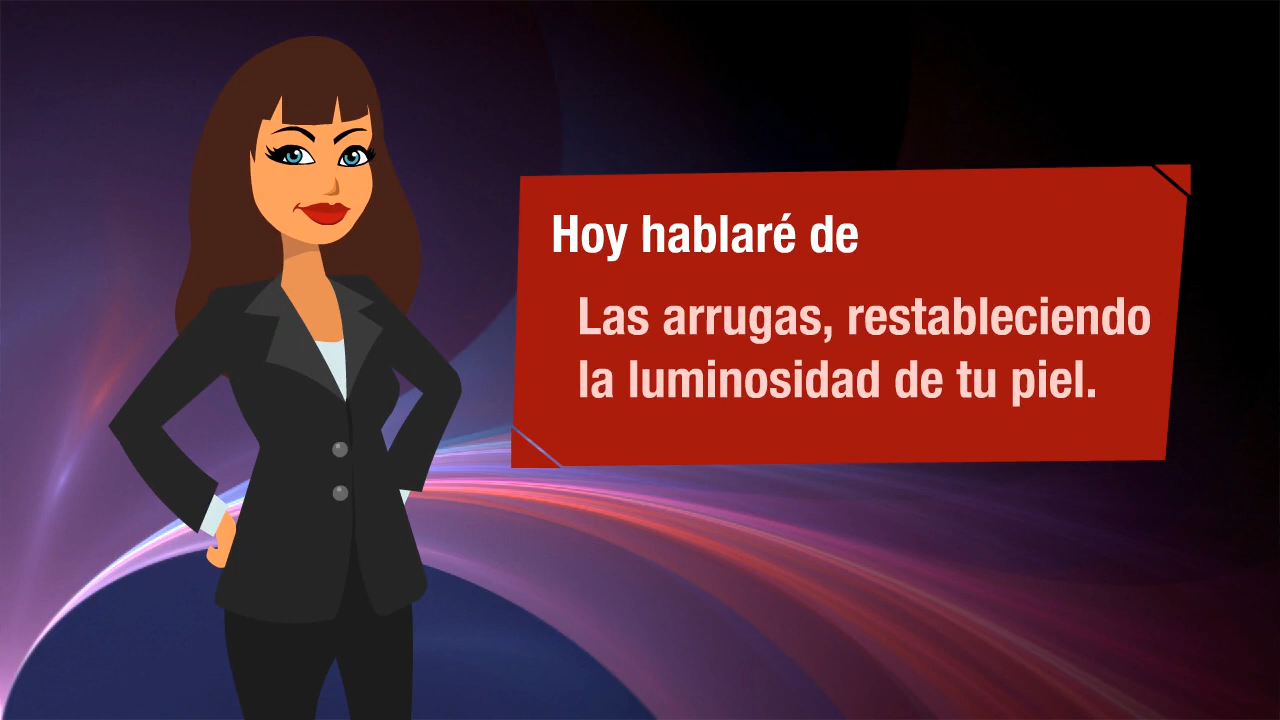 Hoy hablaré de
Las arrugas, restableciendo
la luminosidad de tu piel.